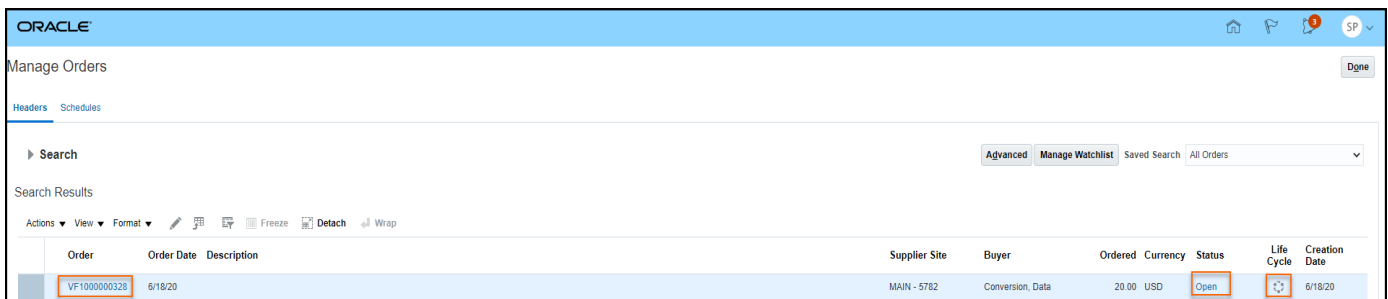 ORACLE
3
SP
Manage Orders
Done
Headers Schedules
Search
Advanced Manage Watchlist Saved Search All Orders
Search Results
Actions View Format Freeze Detach Wrap
Order Order Date Description Supplier Site Buyer Ordered Currency Status Life Cycle Creation Date
VF1000000328 6/18/20 MAIN - 5782 Conversion, Data 20.00 USD Open 6/18/20